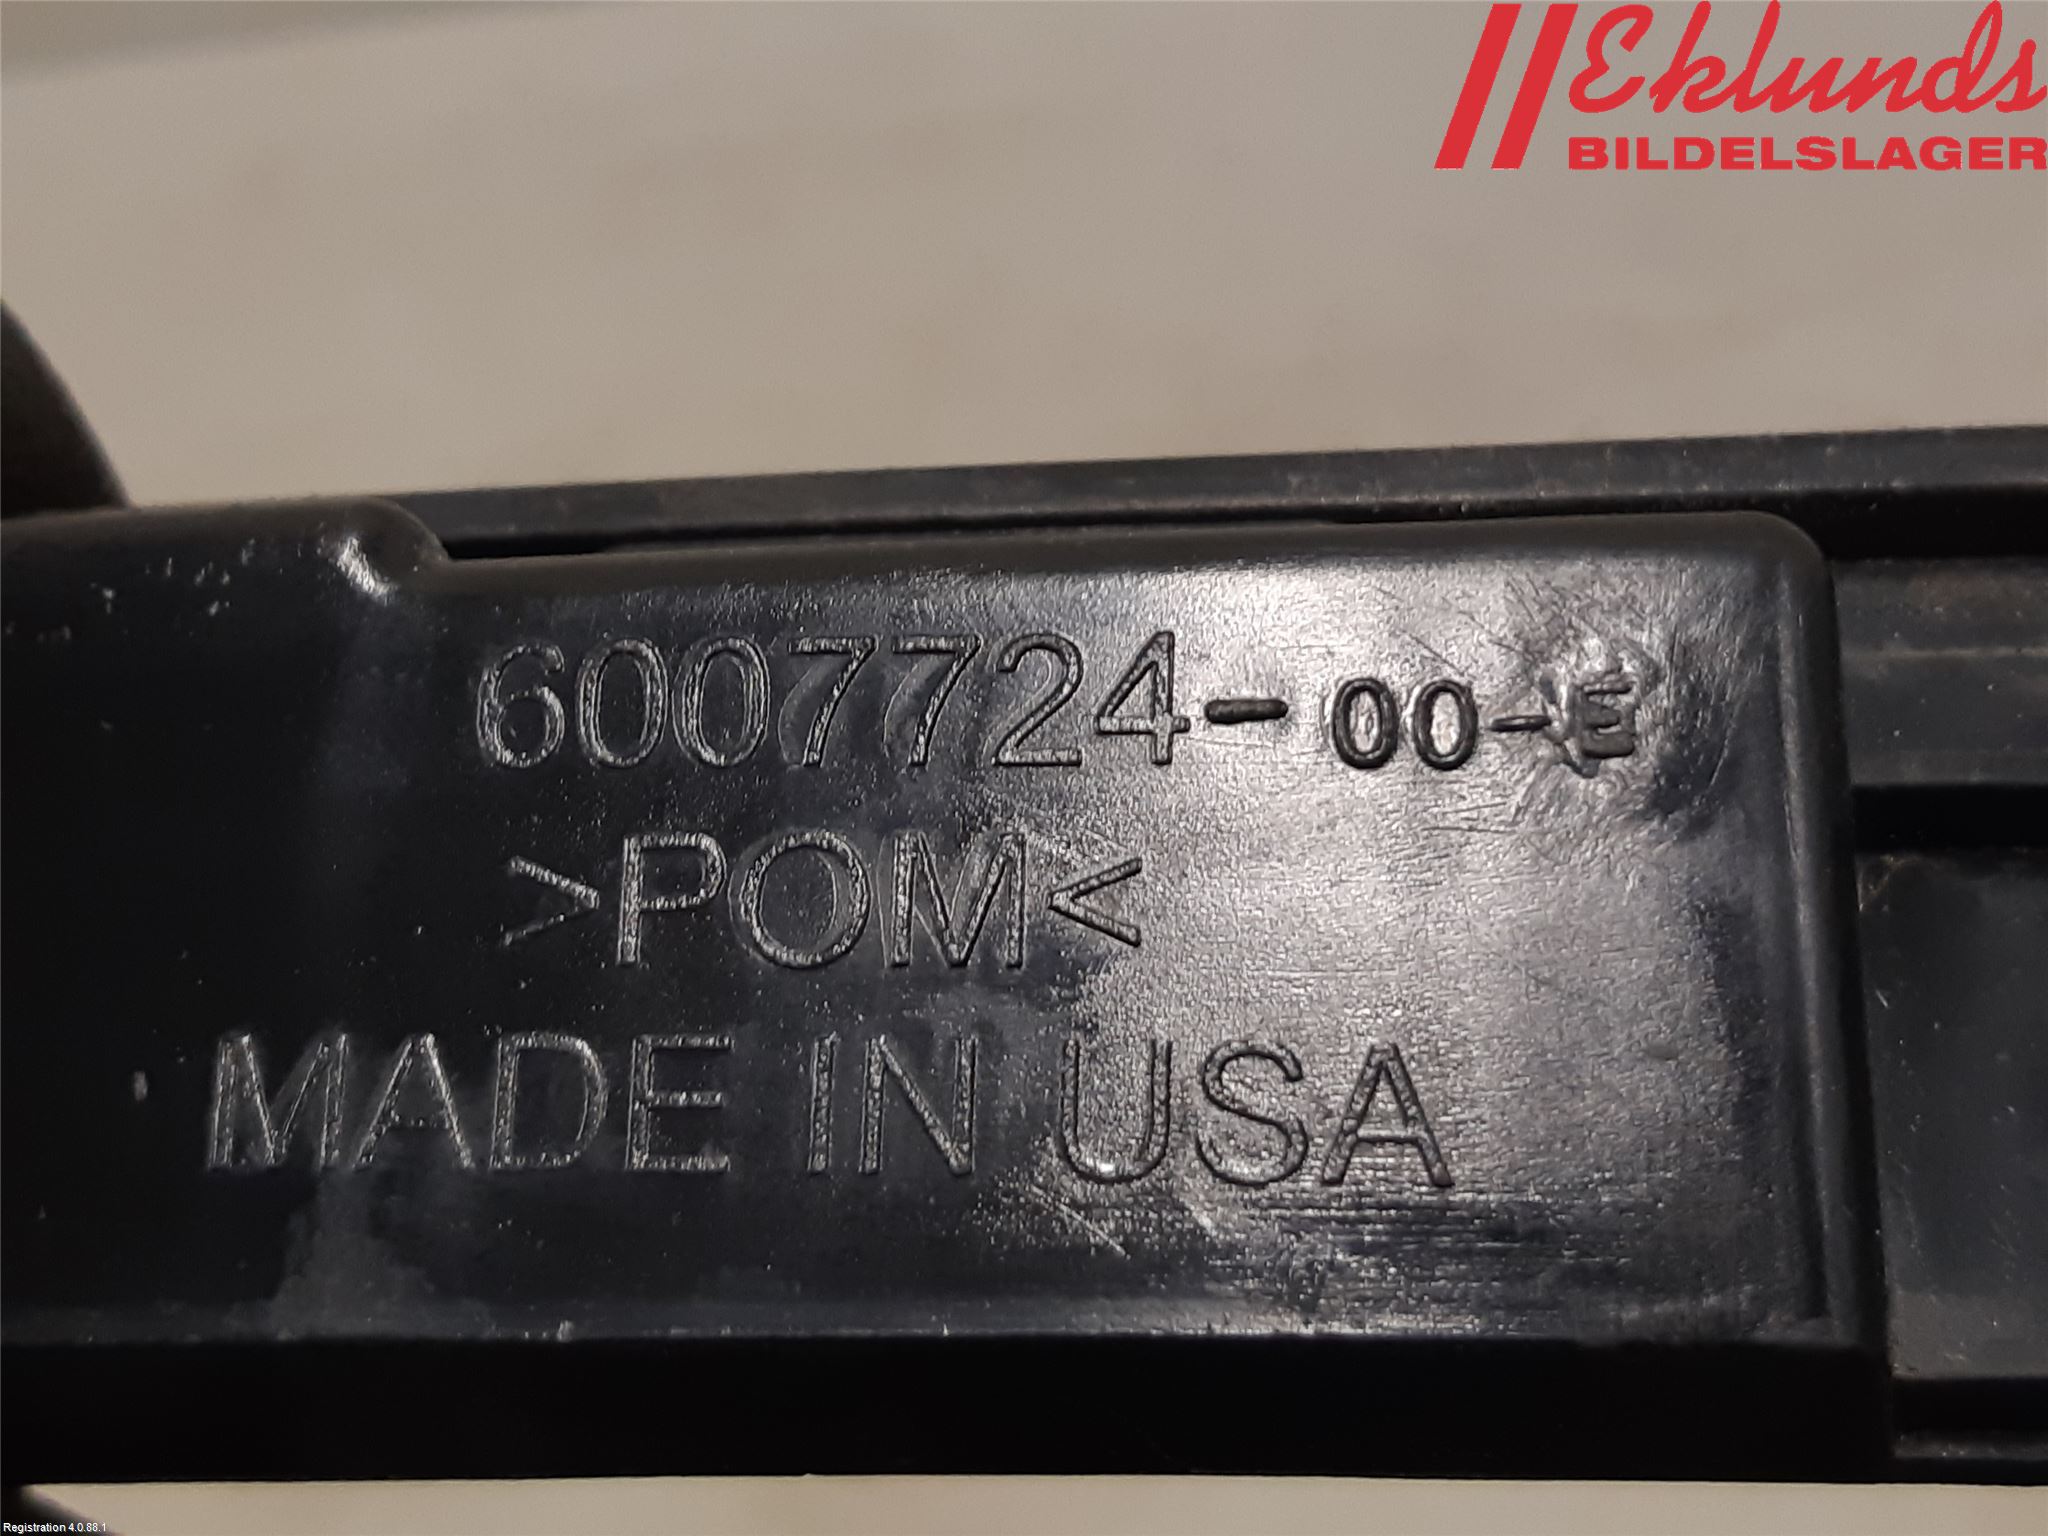 Eklunds
BILDELSLAGER
6007724-00-E
>POM<
MADE IN USA
Registration 4.0.88.1